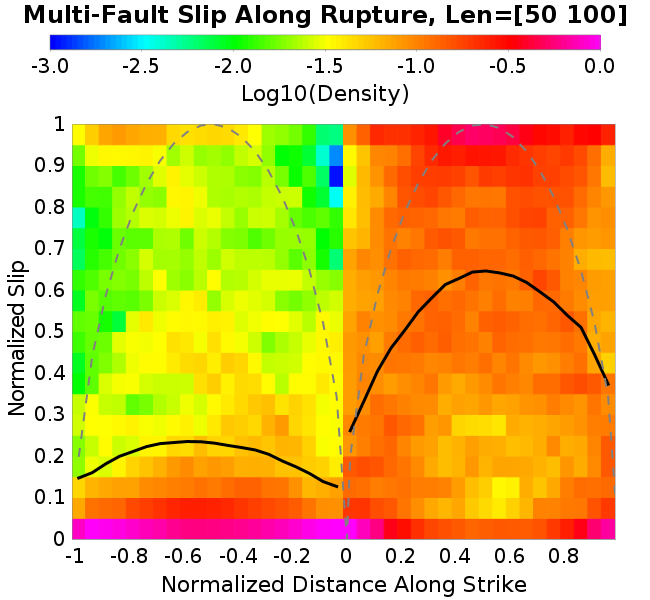 Multi-Fault Slip Along Rupture, Len=[50 100]
-3.0 -2.5 -2.0 -1.5 -1.0 -0.5 0.0
Log10(Density)
1
0.9
0.8
0.7
0.6
0.5
0.4
0.3
0.2
0.1
0
Normalized Slip
-1 -0.8 -0.6 -0.4 -0.2 0 0.2 0.4 0.6 0.8
Normalized Distance Along Strike